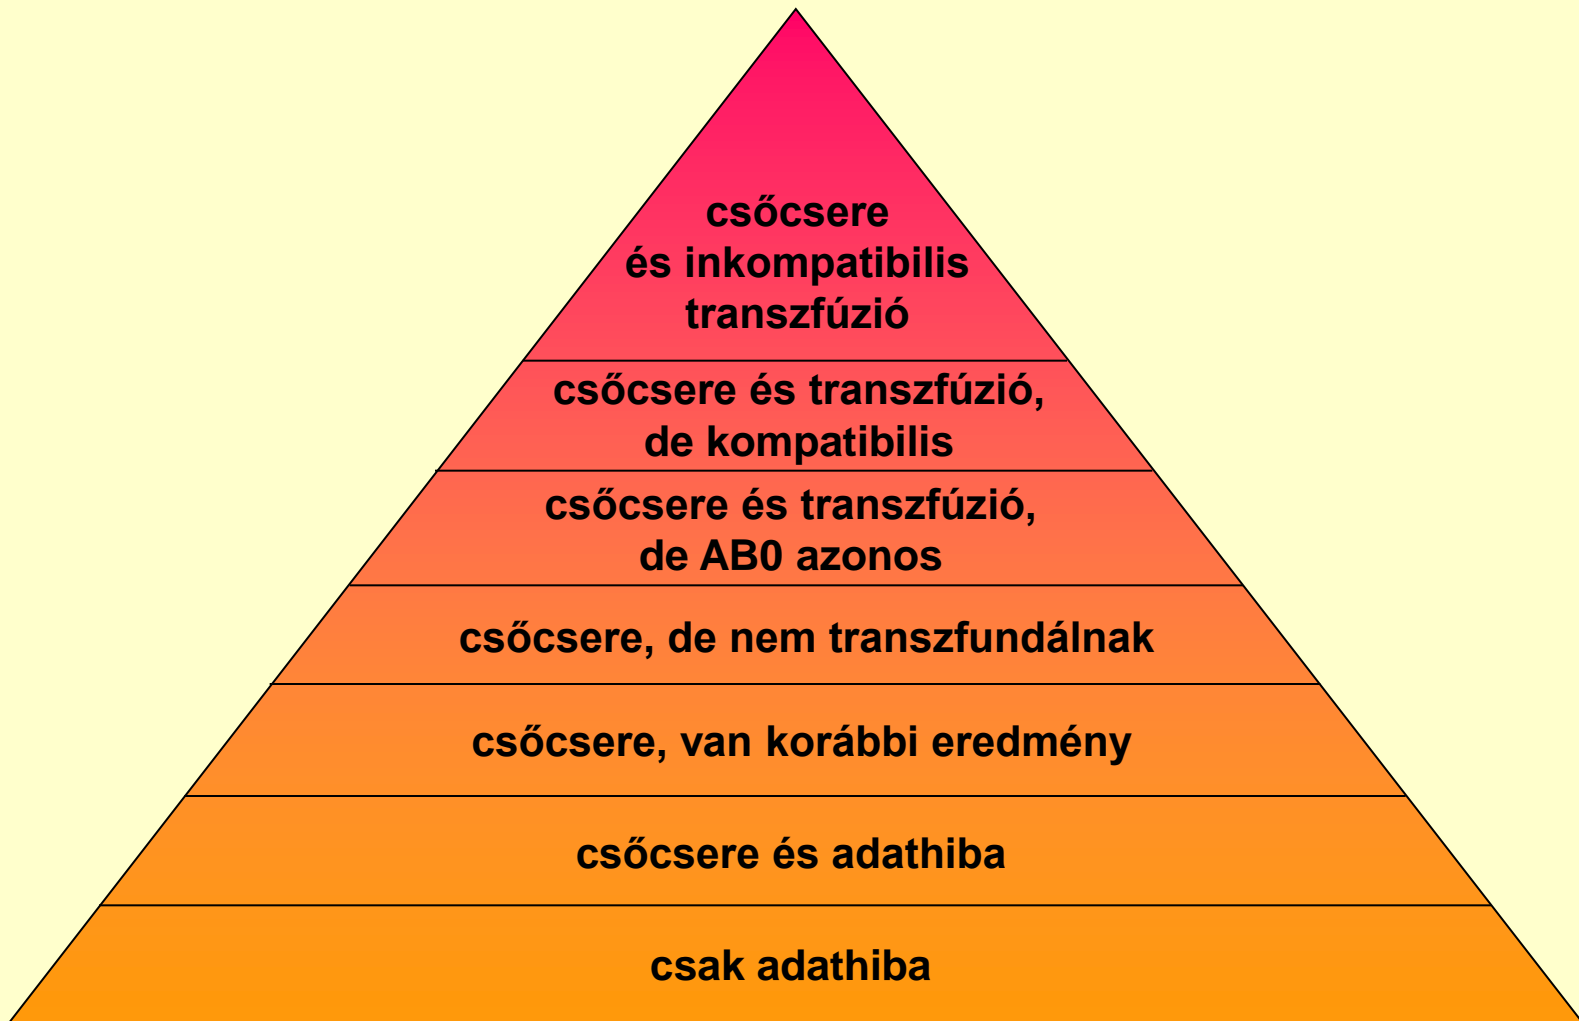 csőcsere
és inkompatibilis
transzfúzió
csőcsere és transzfúzió,
de kompatibilis
csőcsere és transzfúzió,
de AB0 azonos
csőcsere, de nem transzfundálnak
csőcsere, van korábbi eredmény
csőcsere és adathiba
csak adathiba